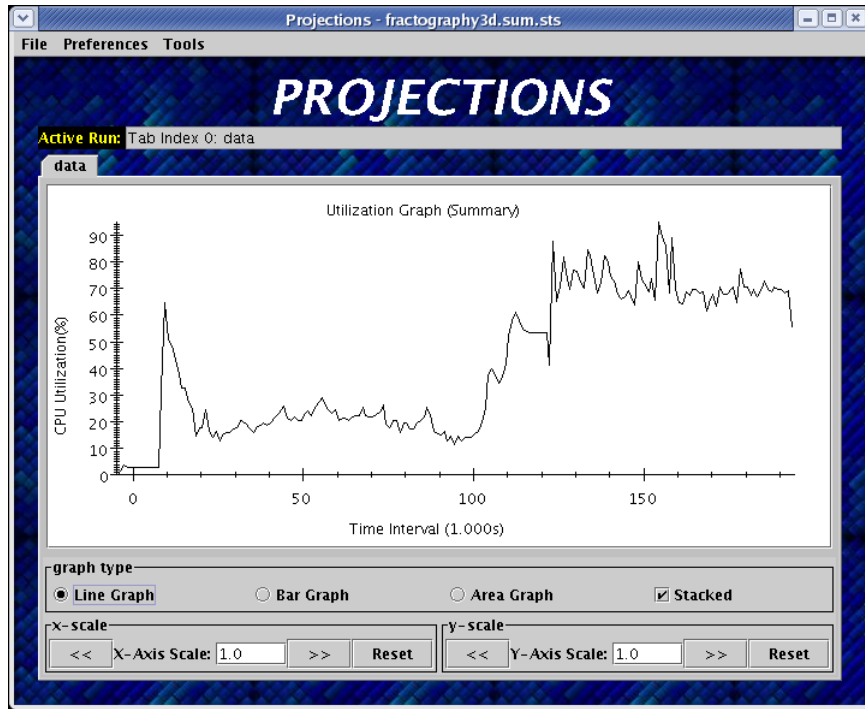 Projections - fractography3d.sum.sts
File Preferences Tools
PROJECTIONS
Active Run: Tab Index 0: data
data
Utilization Graph (Summary)
90
80
70
60
50
40
30
20
10
0
CPU Utilization(%)
0 50 100 150
Time Interval (1.000s)
graph type
Line Graph Bar Graph Area Graph Stacked
x-scale y-scale
<< X-Axis Scale: 1.0 >> Reset << Y-Axis Scale: 1.0 >> Reset